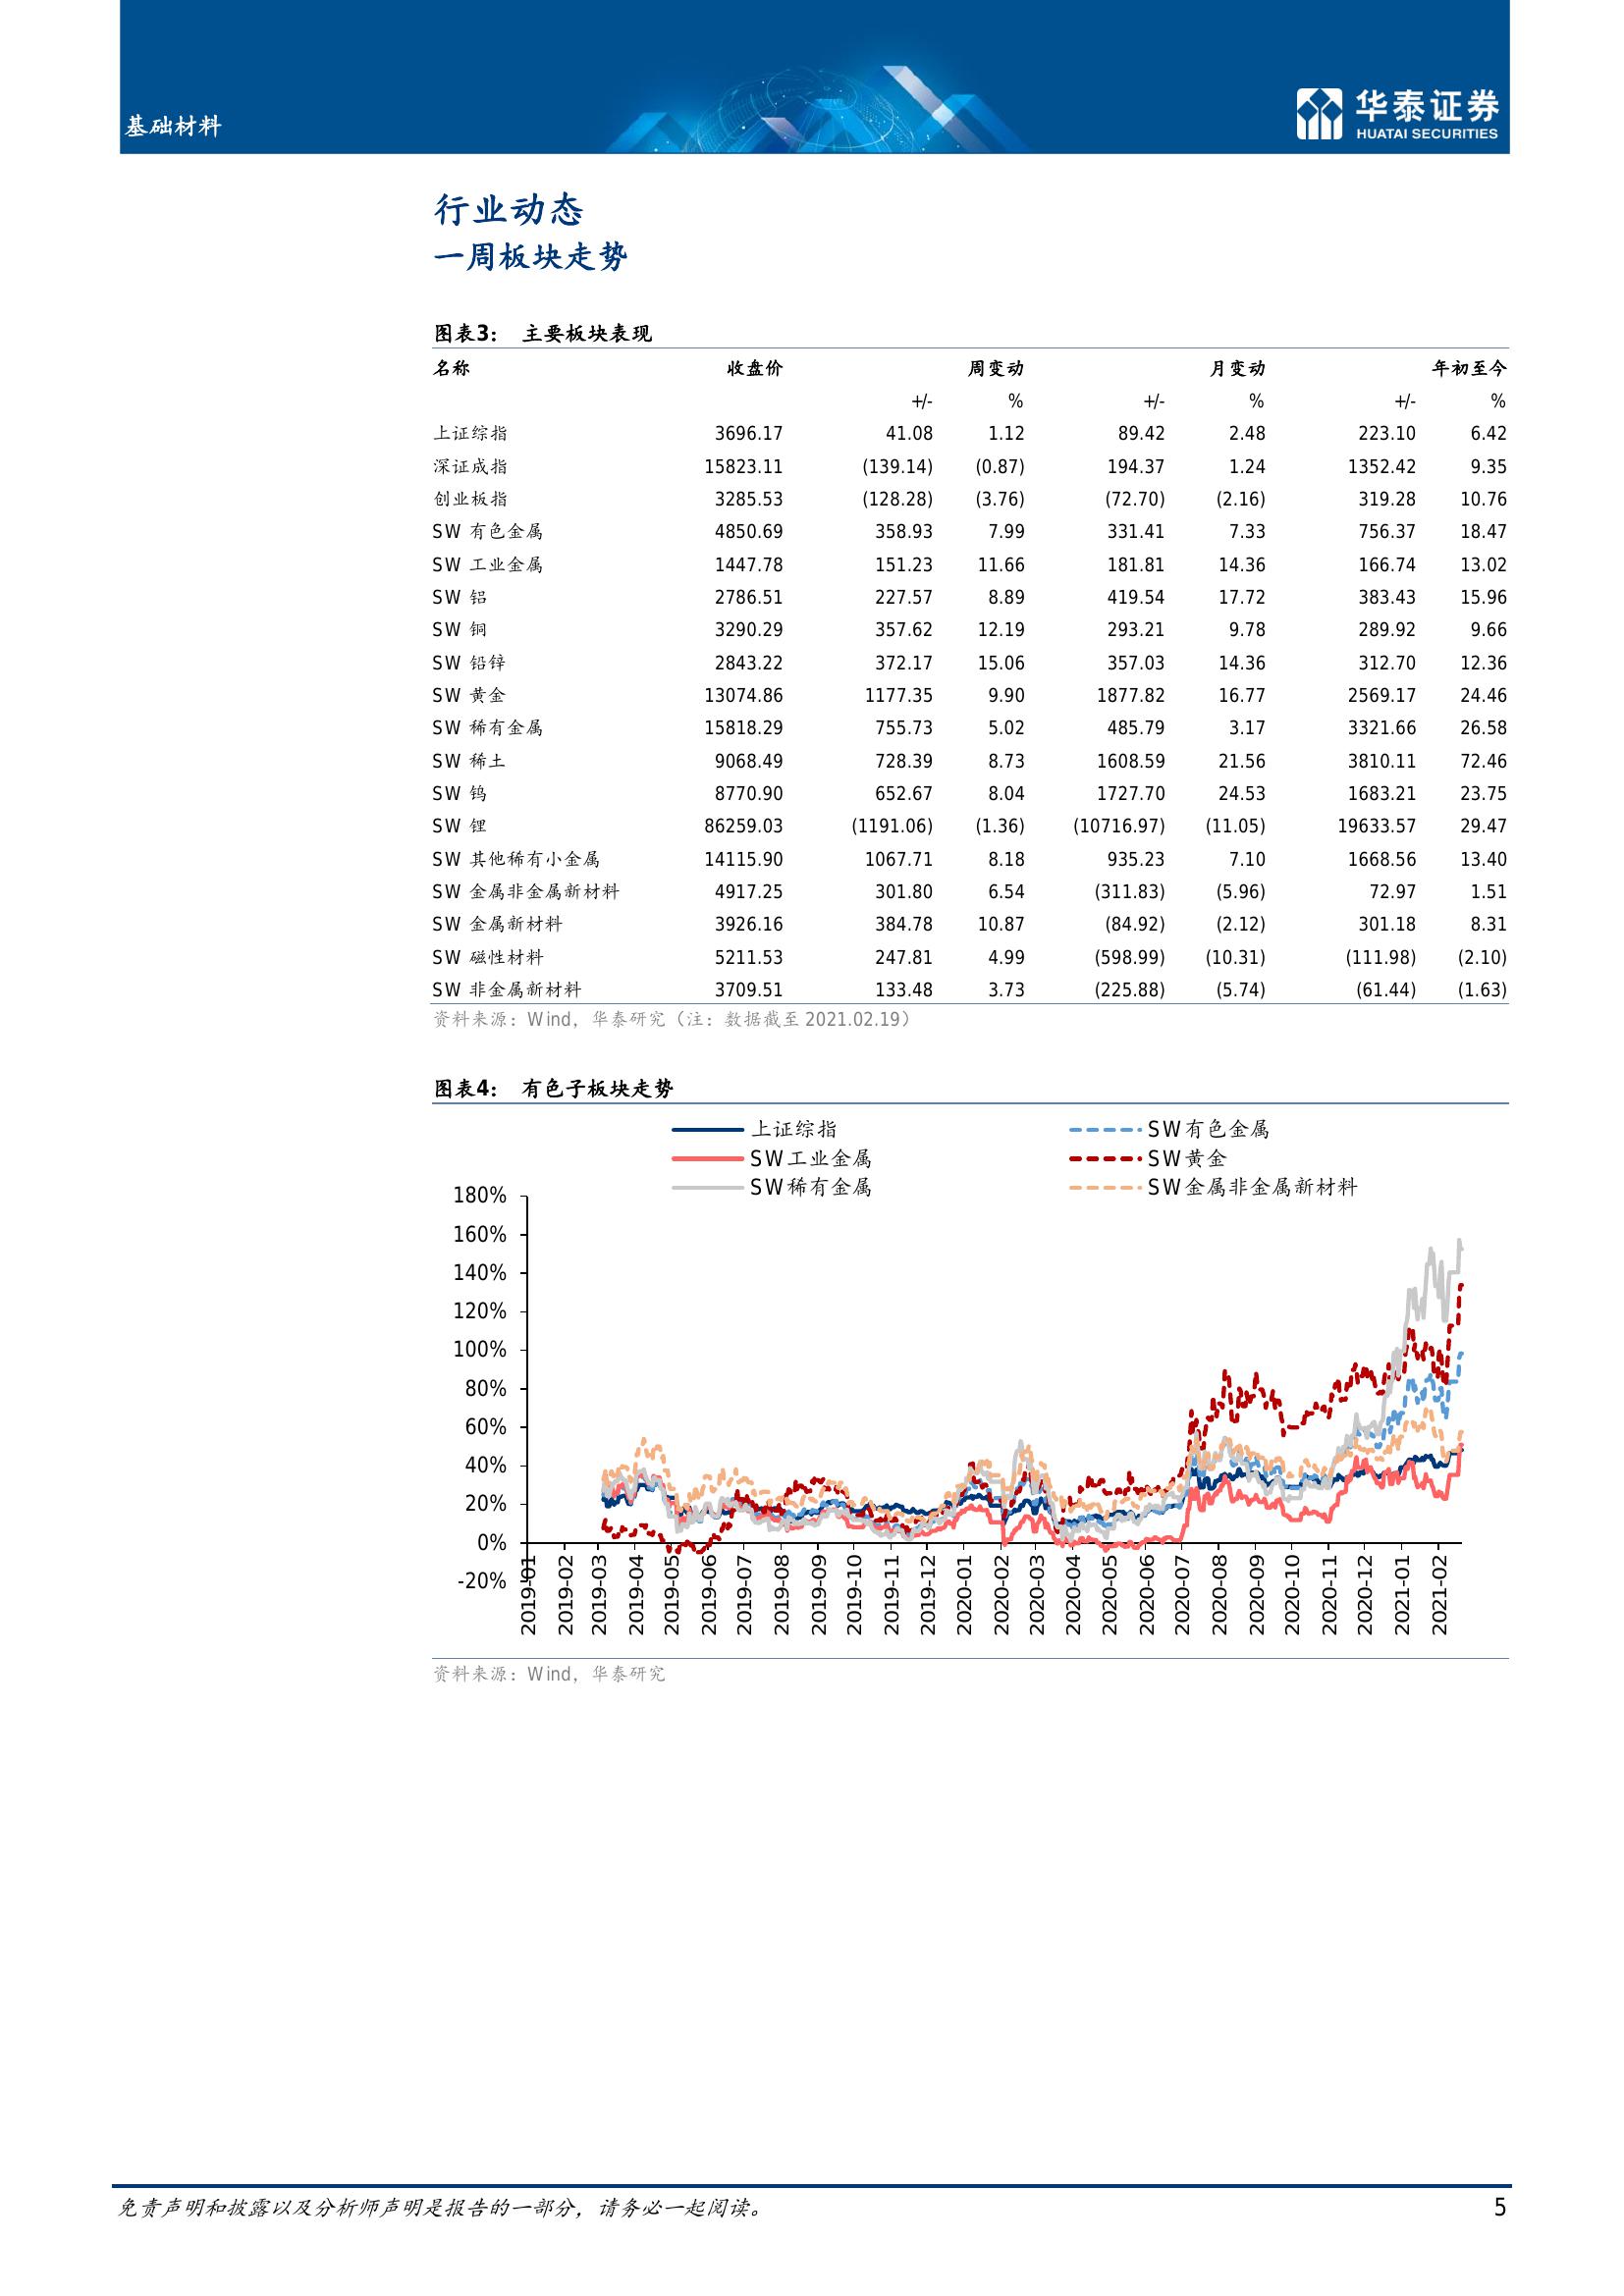 基础材料
华泰证券
HUATAI SECURITIES
行业动态
一周板块走势
图表3： 主要板块表现
名称 收盘价 周变动 月变动 年初至今
+/- % +/- % +/- %
上证综指 3696.17 41.08 1.12 89.42 2.48 223.10 6.42
深证成指 15823.11 (139.14) (0.87) 194.37 1.24 1352.42 9.35
创业板指 3285.53 (128.28) (3.76) (72.70) (2.16) 319.28 10.76
SW 有色金属 4850.69 358.93 7.99 331.41 7.33 756.37 18.47
SW 工业金属 1447.78 151.23 11.66 181.81 14.36 166.74 13.02
SW 铝 2786.51 227.57 8.89 419.54 17.72 383.43 15.96
SW 铜 3290.29 357.62 12.19 293.21 9.78 289.92 9.66
SW 铅锌 2843.22 372.17 15.06 357.03 14.36 312.70 12.36
SW 黄金 13074.86 1177.35 9.90 1877.82 16.77 2569.17 24.46
SW 稀有金属 15818.29 755.73 5.02 485.79 3.17 3321.66 26.58
SW 稀土 9068.49 728.39 8.73 1608.59 21.56 3810.11 72.46
SW 钨 8770.90 652.67 8.04 1727.70 24.53 1683.21 23.75
SW 锂 86259.03 (1191.06) (1.36) (10716.97) (11.05) 19633.57 29.47
SW 其他稀有小金属 14115.90 1067.71 8.18 935.23 7.10 1668.56 13.40
SW 金属非金属新材料 4917.25 301.80 6.54 (311.83) (5.96) 72.97 1.51
SW 金属新材料 3926.16 384.78 10.87 (84.92) (2.12) 301.18 8.31
SW 磁性材料 5211.53 247.81 4.99 (598.99) (10.31) (111.98) (2.10)
SW 非金属新材料 3709.51 133.48 3.73 (225.88) (5.74) (61.44) (1.63)
资料来源：Wind，华泰研究（注：数据截至 2021.02.19）
图表4： 有色子板块走势
上证综指 SW有色金属
SW工业金属 SW黄金
SW稀有金属 SW金属非金属新材料
180%
160%
140%
120%
100%
80%
60%
40%
20%
0%
-20%
2019-01 2019-02 2019-03 2019-04 2019-05 2019-06 2019-07 2019-08 2019-09 2019-10 2019-11 2019-12 2020-01 2020-02 2020-03 2020-04 2020-05 2020-06 2020-07 2020-08 2020-09 2020-10 2020-11 2020-12 2021-01 2021-02
资料来源：Wind，华泰研究
免责声明和披露以及分析师声明是报告的一部分，请务必一起阅读。 5